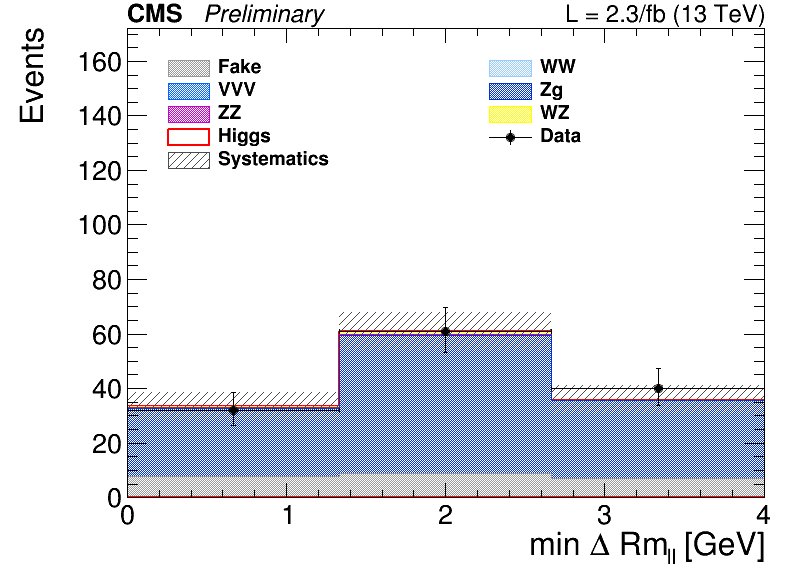 CMS Preliminary L = 2.3/fb (13 TeV)
Events
160
140
120
100
80
60
40
20
0
Fake
VVV
ZZ
Higgs
Systematics
WW
Zg
WZ
Data
0 1 2 3 4
min Δ Rm_ll [GeV]